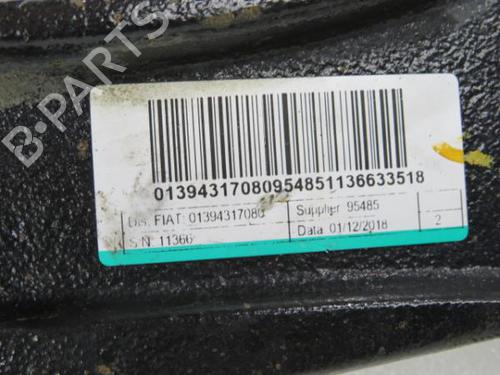 B-PARTS
01394317080954851136633518
Dis. FIAT: 01394317080
Supplier 95485
S.N: 11366
Data 01/12/2018
2